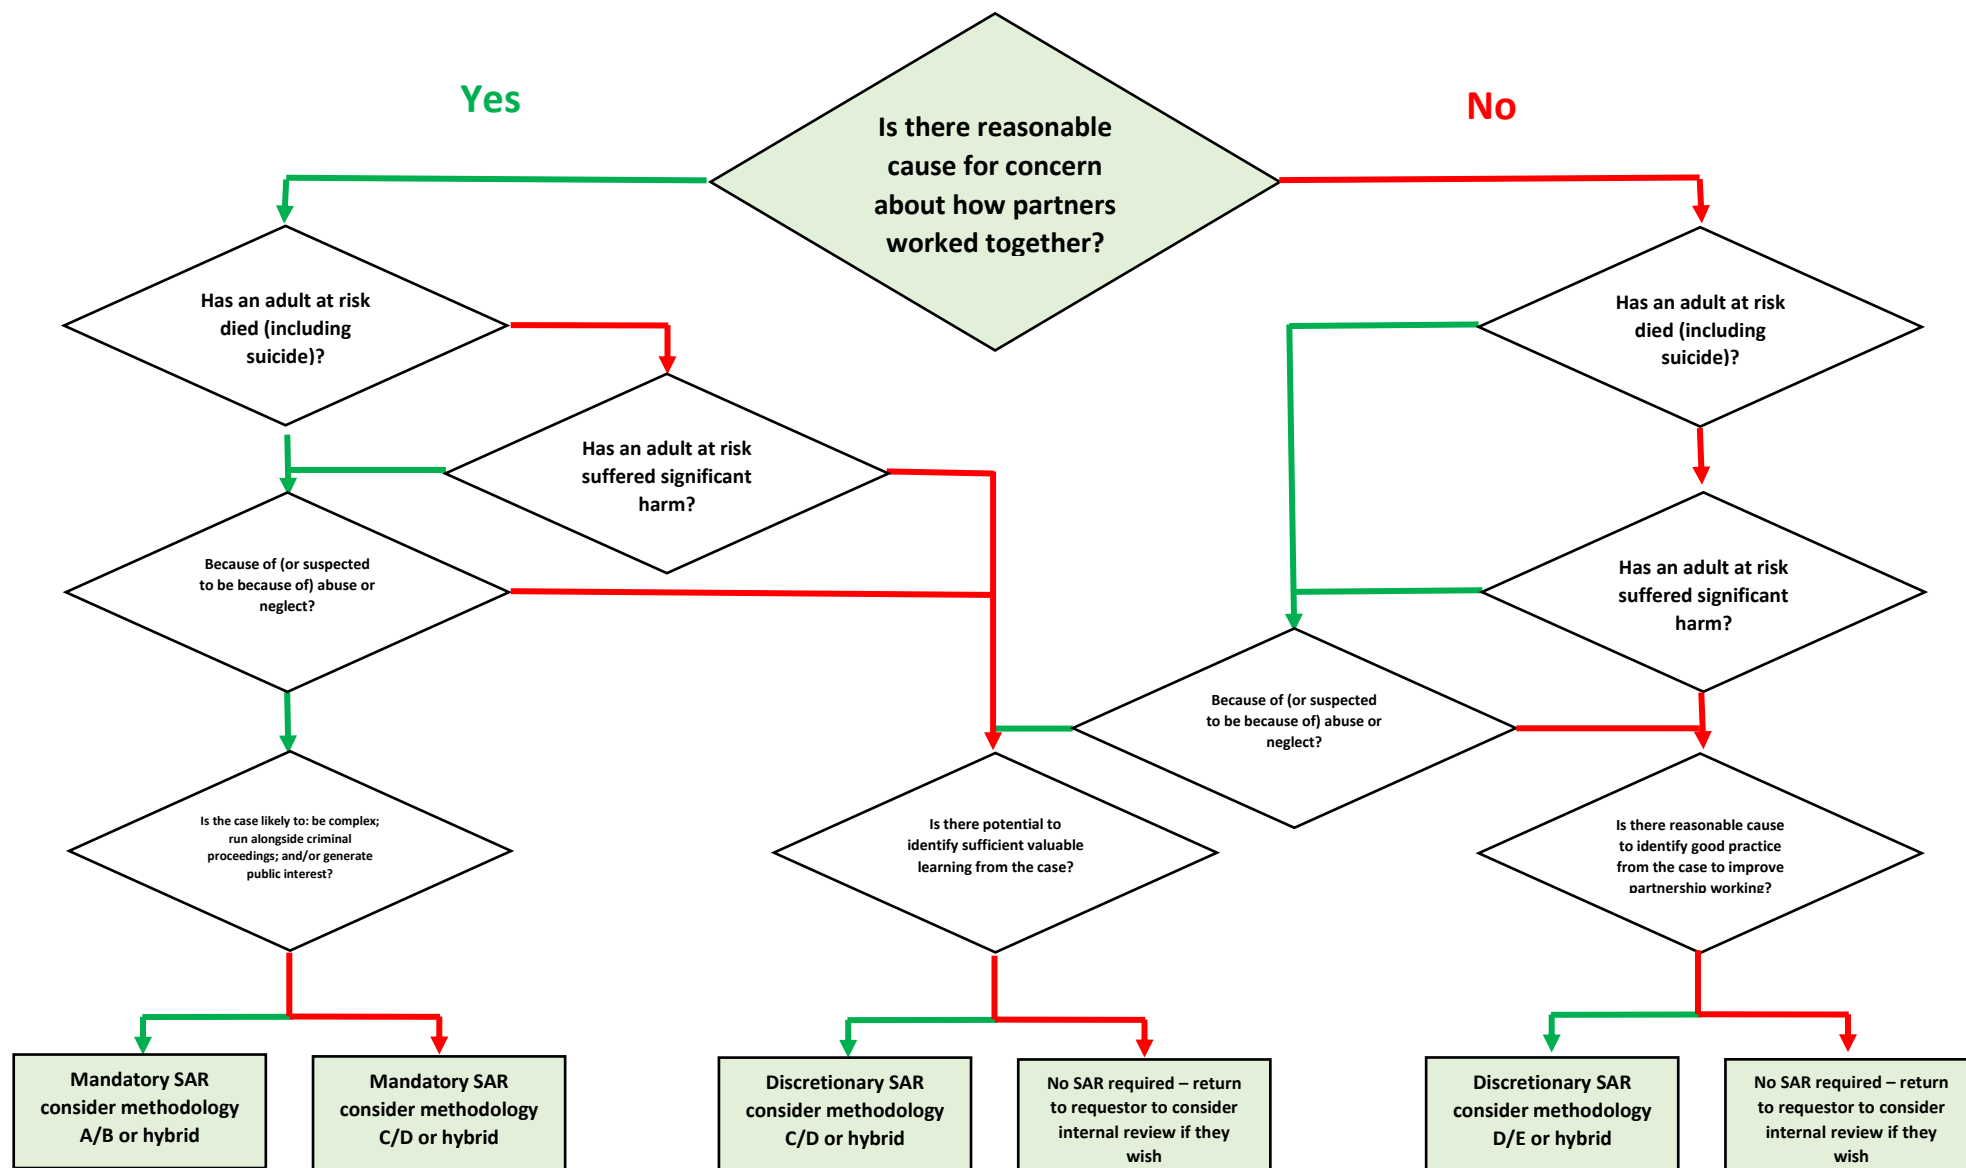 Yes
No
Is there reasonable
cause for concern
about how partners
worked together?
Has an adult at risk
died (including
suicide)?
Has an adult at risk
died (including
suicide)?
Has an adult at risk
suffered significant
harm?
Because of (or suspected
to be because of) abuse or
neglect?
Has an adult at risk
suffered significant
harm?
Because of (or suspected
to be because of) abuse or
neglect?
Is the case likely to: be complex;
run alongside criminal
proceedings; and/or generate
public interest?
Is there potential to
identify sufficient valuable
learning from the case?
Is there reasonable cause
to identify good practice
from the case to improve
partnership working?
Mandatory SAR
consider methodology
A/B or hybrid
Mandatory SAR
consider methodology
C/D or hybrid
Discretionary SAR
consider methodology
C/D or hybrid
No SAR required – return
to requestor to consider
internal review if they
wish
Discretionary SAR
consider methodology
D/E or hybrid
No SAR required – return
to requestor to consider
internal review if they
wish